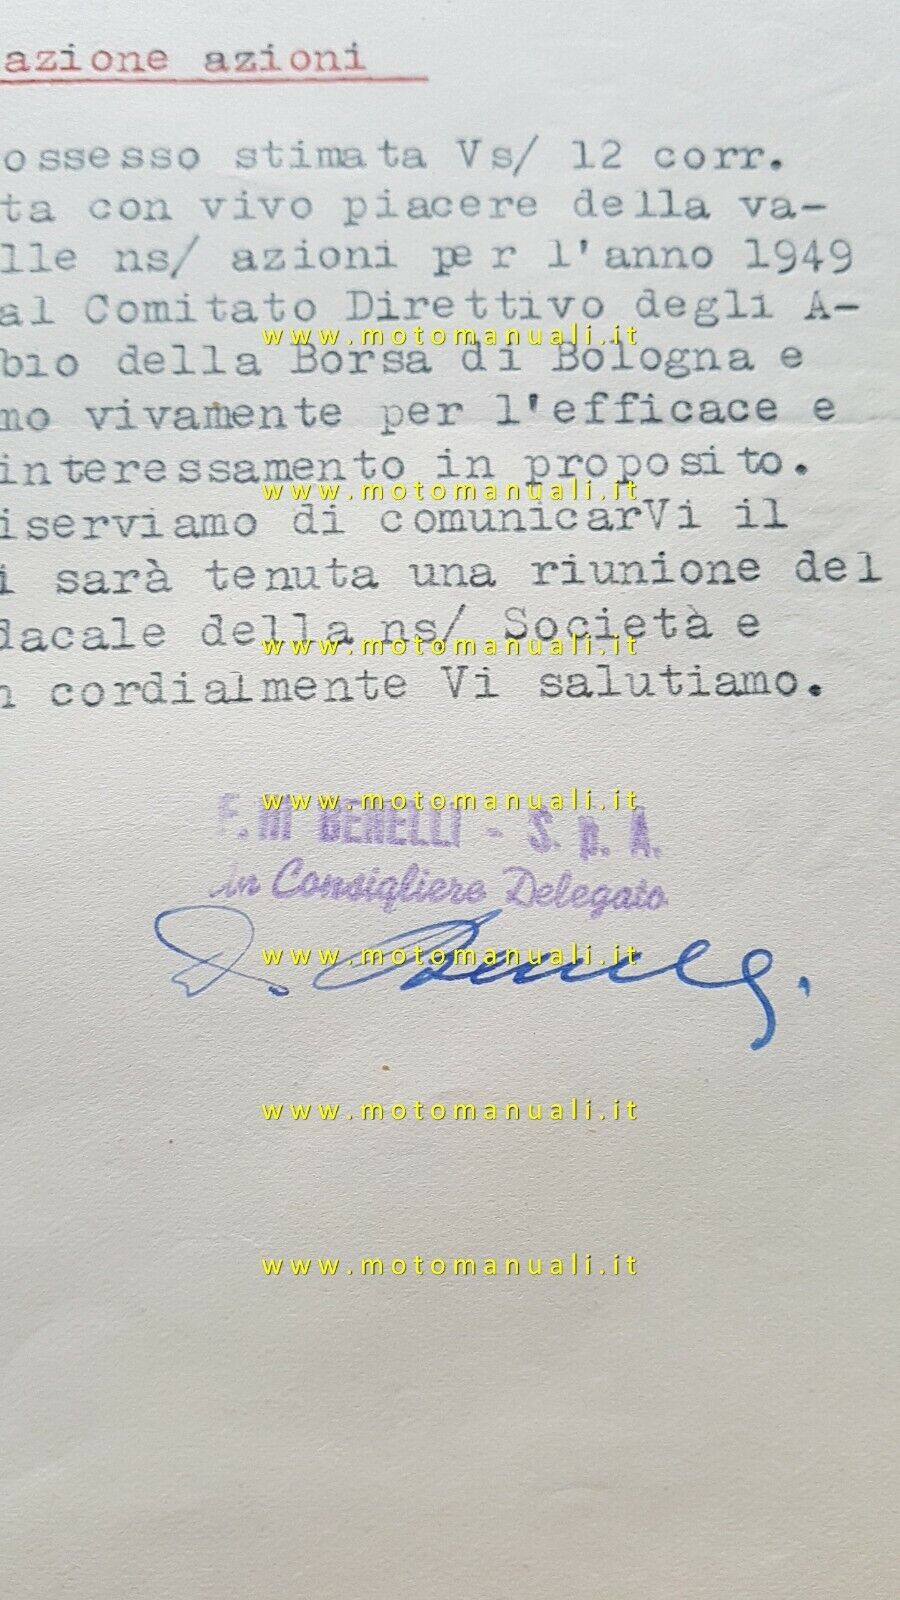 azione azioni
ossesso stimata Vs/ 12 corr.
ta con vivo piacere della va-
lle ns/ azioni per l'anno 1949
al Comitato Direttivo degli A-
www.motomanuali.it
bio della Borsa di Bologna e
mo vivamente per l'efficace e
interessamento in proposito.
www.motomanuali.it
iserviamo di comunicarVi il
i sarà tenuta una riunione del
dacale della ns/ Società e
www.motomanuali.it
n cordialmente Vi salutiamo.
www.motomanuali.it
F.lli BENELLI - S. p. A.
Un Consigliere Delegato
www.motomanuali.it
www.motomanuali.it
www.motomanuali.it